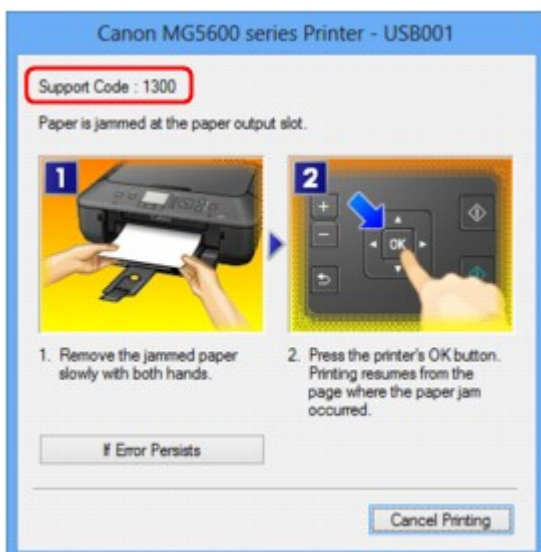 Canon MG5600 series Printer - USB001
Support Code : 1300
Paper is jammed at the paper output slot.
1
2
+
−
OK
1. Remove the jammed paper
slowly with both hands.
2. Press the printer's OK button.
Printing resumes from the
page where the paper jam
occurred.
If Error Persists
Cancel Printing